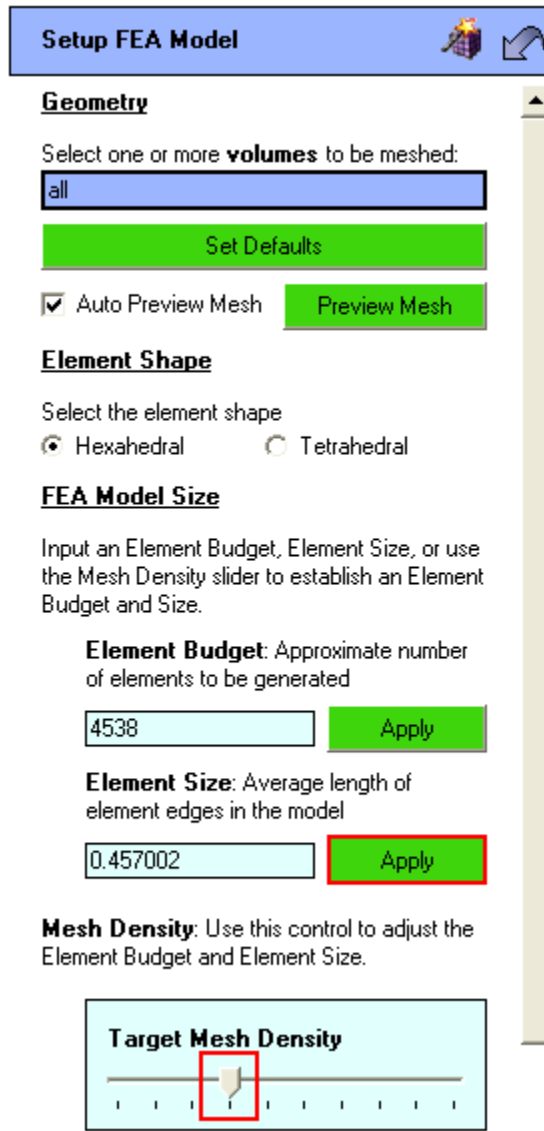 Setup FEA Model
Geometry
Select one or more volumes to be meshed:
all
Set Defaults
Auto Preview Mesh
Preview Mesh
Element Shape
Select the element shape
Hexahedral
Tetrahedral
FEA Model Size
Input an Element Budget, Element Size, or use
the Mesh Density slider to establish an Element
Budget and Size.
Element Budget: Approximate number
of elements to be generated
4538
Apply
Element Size: Average length of
element edges in the model
0.457002
Apply
Mesh Density: Use this control to adjust the
Element Budget and Element Size.
Target Mesh Density